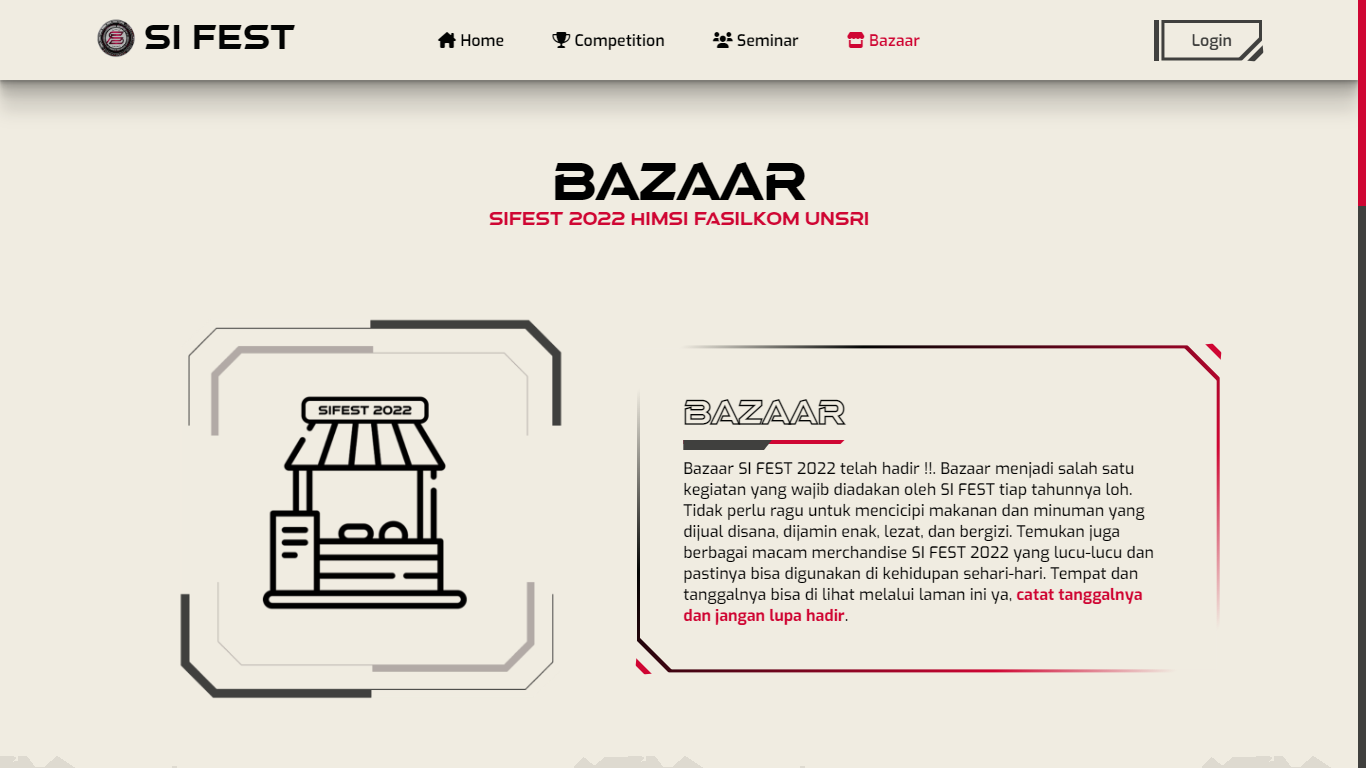 SI FEST
Home
Competition
Seminar
Bazaar
Login
BAZAAR
SIFEST 2022 HIMSI FASILKOM UNSRI
SIFEST 2022
BAZAAR
Bazaar SI FEST 2022 telah hadir !!. Bazaar menjadi salah satu
kegiatan yang wajib diadakan oleh SI FEST tiap tahunnya loh.
Tidak perlu ragu untuk mencicipi makanan dan minuman yang
dijual disana, dijamin enak, lezat, dan bergizi. Temukan juga
berbagai macam merchandise SI FEST 2022 yang lucu-lucu dan
pastinya bisa digunakan di kehidupan sehari-hari. Tempat dan
tanggalnya bisa di lihat melalui laman ini ya, catat tanggalnya
dan jangan lupa hadir.